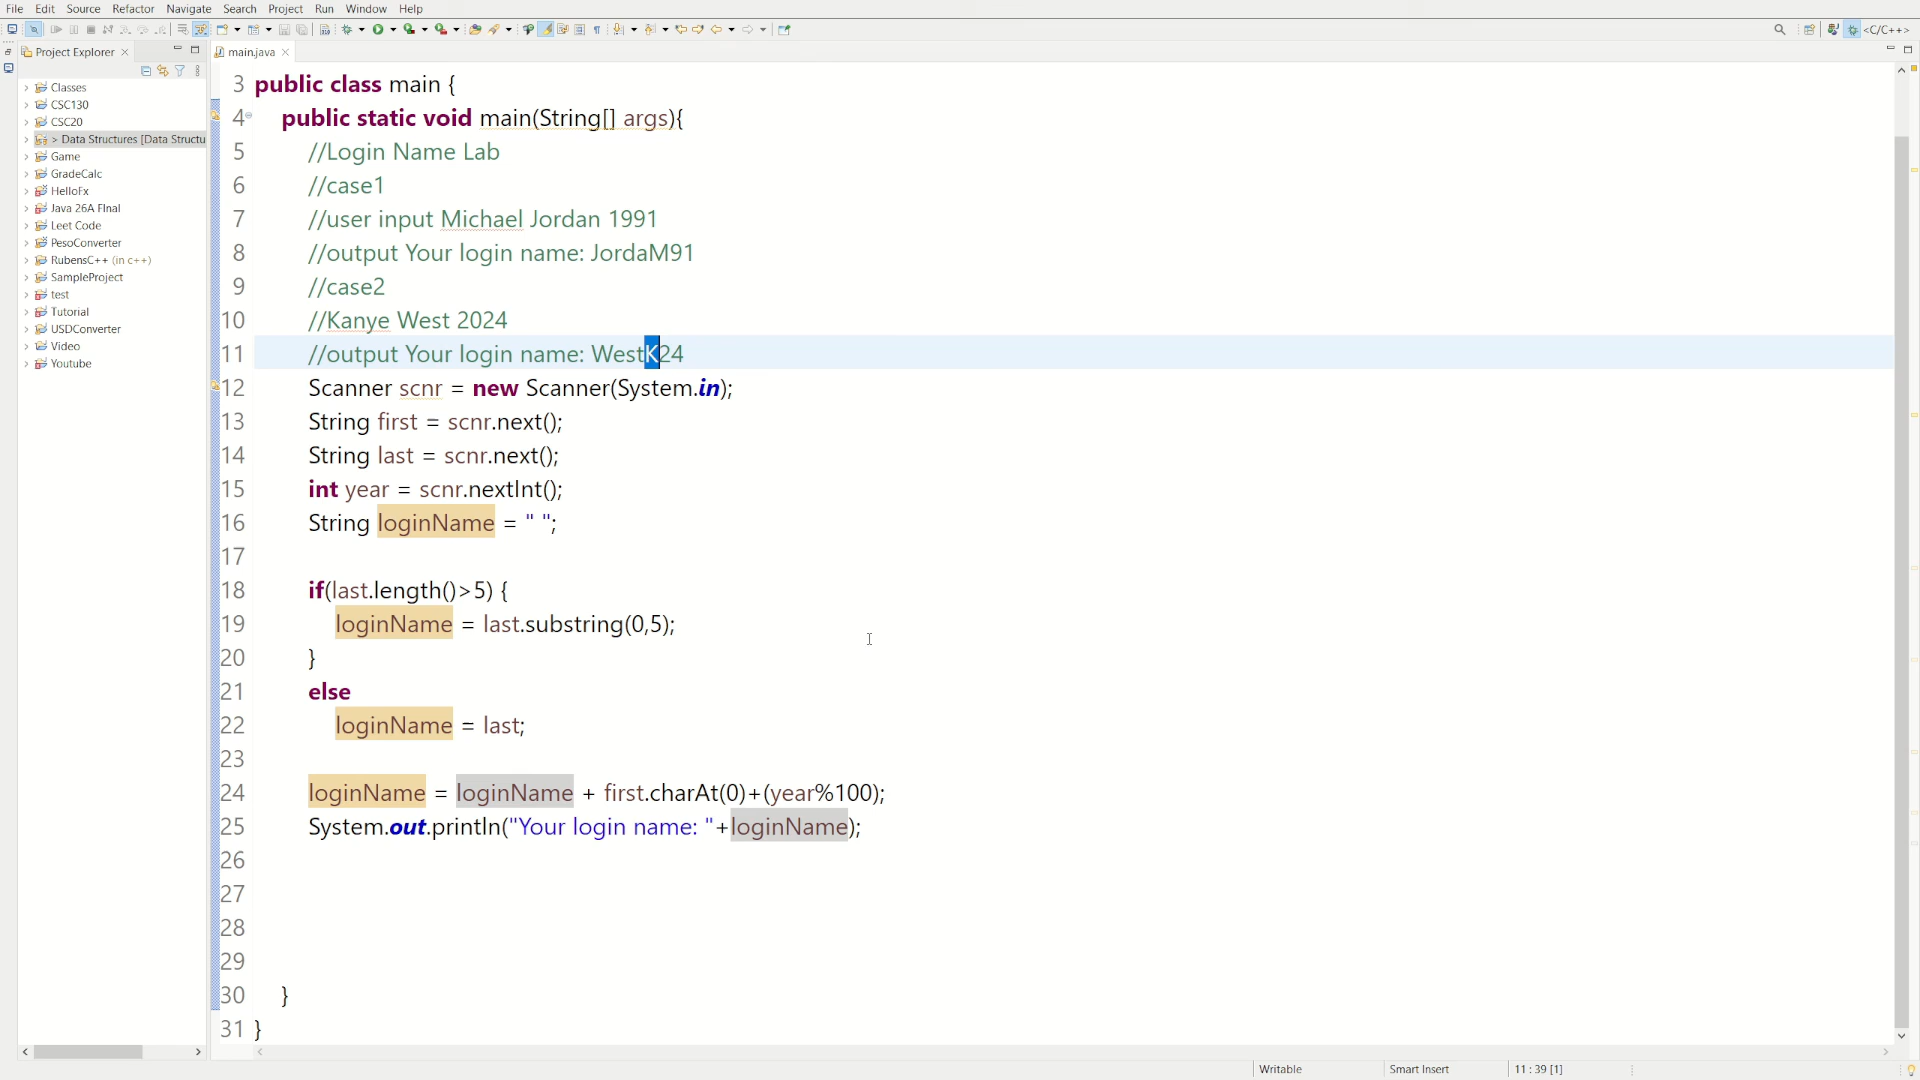 File Edit Source Refactor Navigate Search Project Run Window Help
<C/C++>
Project Explorer
main.java
Classes
CSC130
CSC20
> Data Structures [Data Structu
Game
GradeCalc
HelloFx
Java 26A FInal
Leet Code
PesoConverter
RubensC++ (in c++)
SampleProject
test
Tutorial
USDConverter
Video
Youtube
3 public class main {
4 public static void main(String[] args){
5 //Login Name Lab
6 //case1
7 //user input Michael Jordan 1991
8 //output Your login name: JordaM91
9 //case2
10 //Kanye West 2024
11 //output Your login name: WestK24
12 Scanner scnr = new Scanner(System.in);
13 String first = scnr.next();
14 String last = scnr.next();
15 int year = scnr.nextInt();
16 String loginName = " ";
17
18 if(last.length()>5) {
19 loginName = last.substring(0,5);
20 }
21 else
22 loginName = last;
23
24 loginName = loginName + first.charAt(0)+(year%100);
25 System.out.println("Your login name: "+loginName);
26
27
28
29
30 }
31 }
Writable Smart Insert 11 : 39 [1]